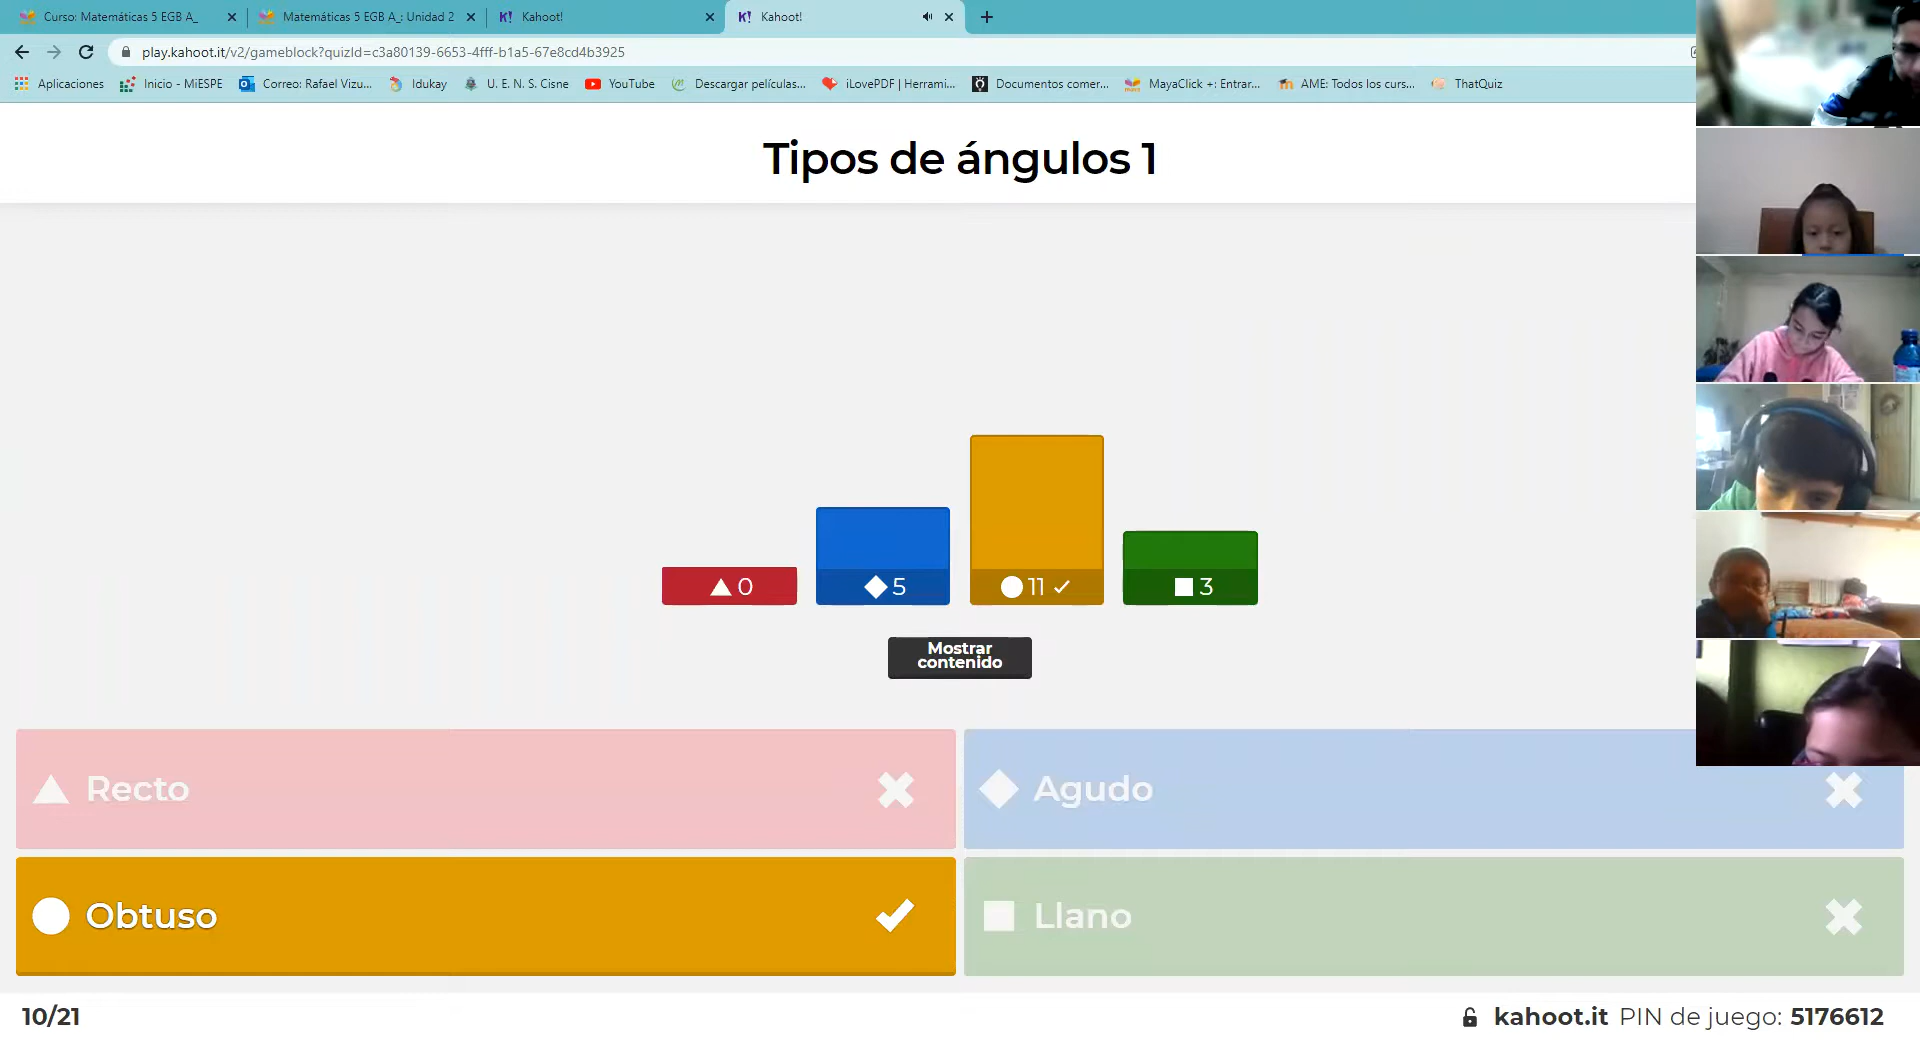 Curso: Matemáticas 5 EGB A_
Matemáticas 5 EGB A_: Unidad 2
K! Kahoot!
K! Kahoot!
play.kahoot.it/v2/gameblock?quizId=c3a80139-6653-4fff-b1a5-67e8cd4b3925
Aplicaciones
Inicio - MiESPE
Correo: Rafael Vizu...
Idukay
U. E. N. S. Cisne
YouTube
Descargar películas...
iLovePDF | Herrami...
Documentos comer...
MayaClick +: Entrar...
AME: Todos los curs...
ThatQuiz
Tipos de ángulos 1
0
5
11
3
Mostrar
contenido
Recto
Agudo
Obtuso
Llano
10/21
kahoot.it PIN de juego: 5176612